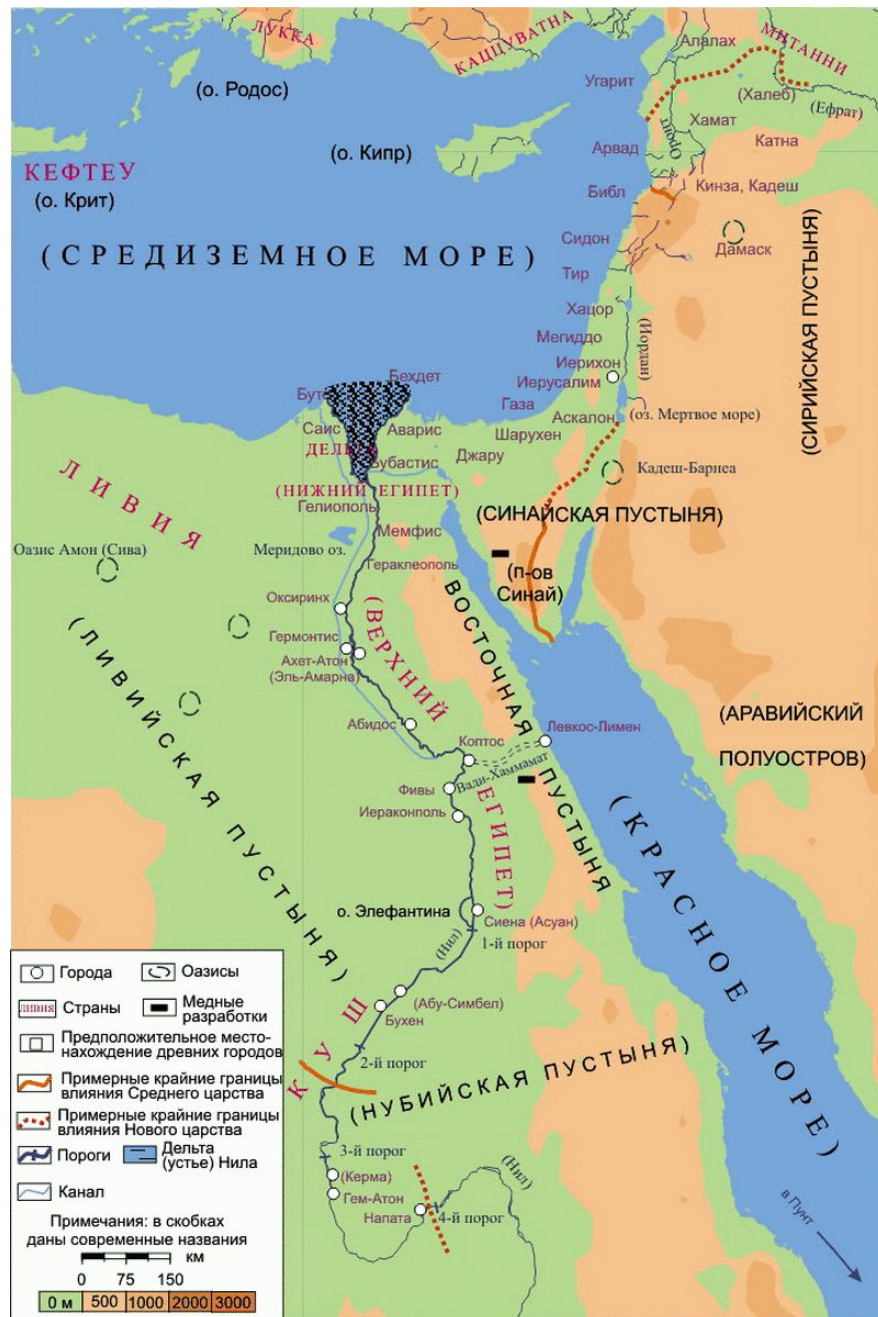 ЛУККА
КАЦЦУВАТНА
МИТАННИ
Алалах
Угарит
(о. Родос)
(Халеб)
(Ефрат)
Хамат
Оронт
(о. Кипр)
Арвад
Катна
КЕФТЕУ
(о. Крит)
Библ
Кинза, Кадеш
(СРЕДИЗЕМНОЕ МОРЕ)
Сидон
Дамаск
Тир
(СИРИЙСКАЯ ПУСТЫНЯ)
Хацор
Мегиддо
(Иордан)
Иерихон
Иерусалим
Бехдет
Буто
Газа
Аскалон
(оз. Мертвое море)
Саис
Аварис
Шарухен
ДЕЛЬТА
Бубастис
Джару
Кадеш-Барнеа
ЛИВИЯ
(НИЖНИЙ ЕГИПЕТ)
Гелиополь
(СИНАЙСКАЯ ПУСТЫНЯ)
Мемфис
Меридово оз.
Оазис Амон (Сива)
Гераклеополь
(п-ов
Синай)
Оксиринх
(ВЕРХНИЙ
ЕГИПЕТ)
ВОСТОЧНАЯ
ПУСТЫНЯ
Гермонтис
Ахет-Атон
(Эль-Амарна)
(ЛИВИЙСКАЯ ПУСТЫНЯ)
Абидос
(АРАВИЙСКИЙ
ПОЛУОСТРОВ)
Коптос
Левкос-Лимен
Вади-Хаммамат
Фивы
Иераконполь
(КРАСНОЕ МОРЕ)
о. Элефантина
Сиена (Асуан)
(Нил)
1-й порог
(Абу-Симбел)
Бухен
КУШ
2-й порог
(НУБИЙСКАЯ ПУСТЫНЯ)
3-й порог
(Керма)
Гем-Атон
Напата
4-й порог
(Нил)
в Пунт
Города
Оазисы
ЛИВИЯ
Страны
Медные
разработки
Предположительное место-
нахождение древних городов
Примерные крайние границы
влияния Среднего царства
Примерные крайние границы
влияния Нового царства
Пороги
Дельта
(устье) Нила
Канал
Примечания: в скобках
даны современные названия
км
0 75 150
0 м 500 1000 2000 3000